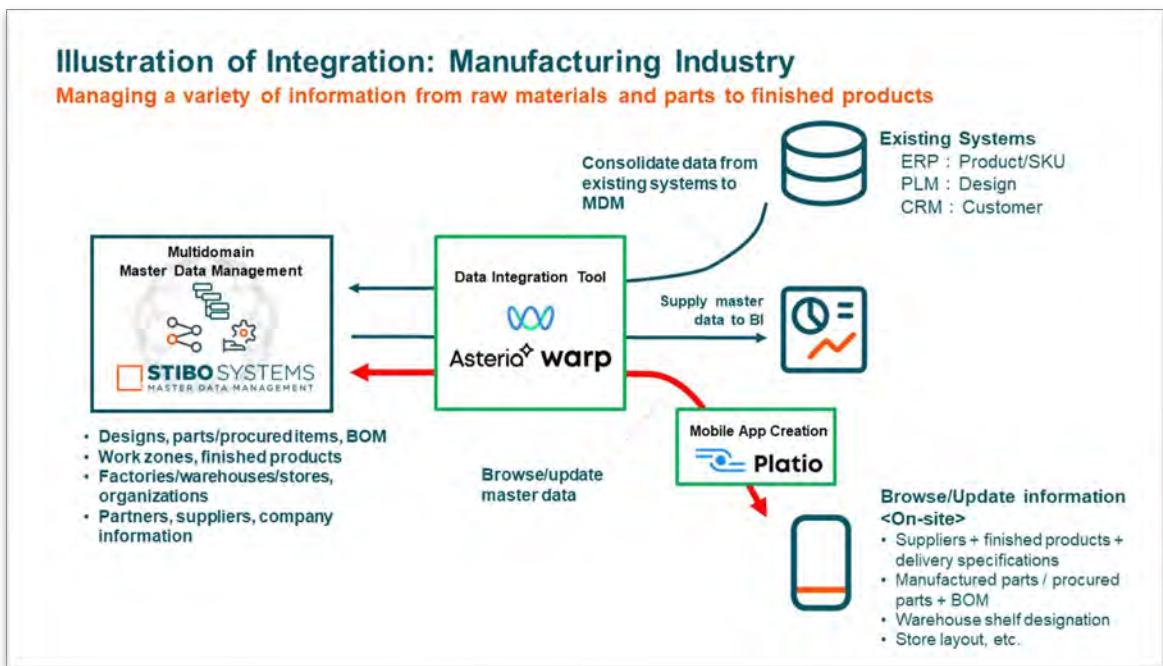 Illustration of Integration: Manufacturing Industry
Managing a variety of information from raw materials and parts to finished products
Consolidate data from
existing systems to
MDM
Existing Systems
ERP : Product/SKU
PLM : Design
CRM : Customer
Multidomain
Master Data Management
STIBO SYSTEMS
MASTER DATA MANAGEMENT
Data Integration Tool
Asteria warp
Supply master
data to BI
Mobile App Creation
Platio
• Designs, parts/procured items, BOM
• Work zones, finished products
• Factories/warehouses/stores,
organizations
• Partners, suppliers, company
information
Browse/update
master data
Browse/Update information
<On-site>
• Suppliers + finished products +
delivery specifications
• Manufactured parts / procured
parts + BOM
• Warehouse shelf designation
• Store layout, etc.